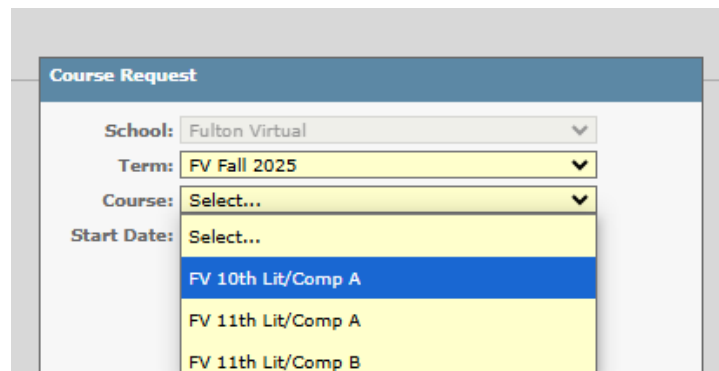 Course Request
School: Fulton Virtual
Term: FV Fall 2025
Course: Select...
Start Date: Select...
FV 10th Lit/Comp A
FV 11th Lit/Comp A
FV 11th Lit/Comp B